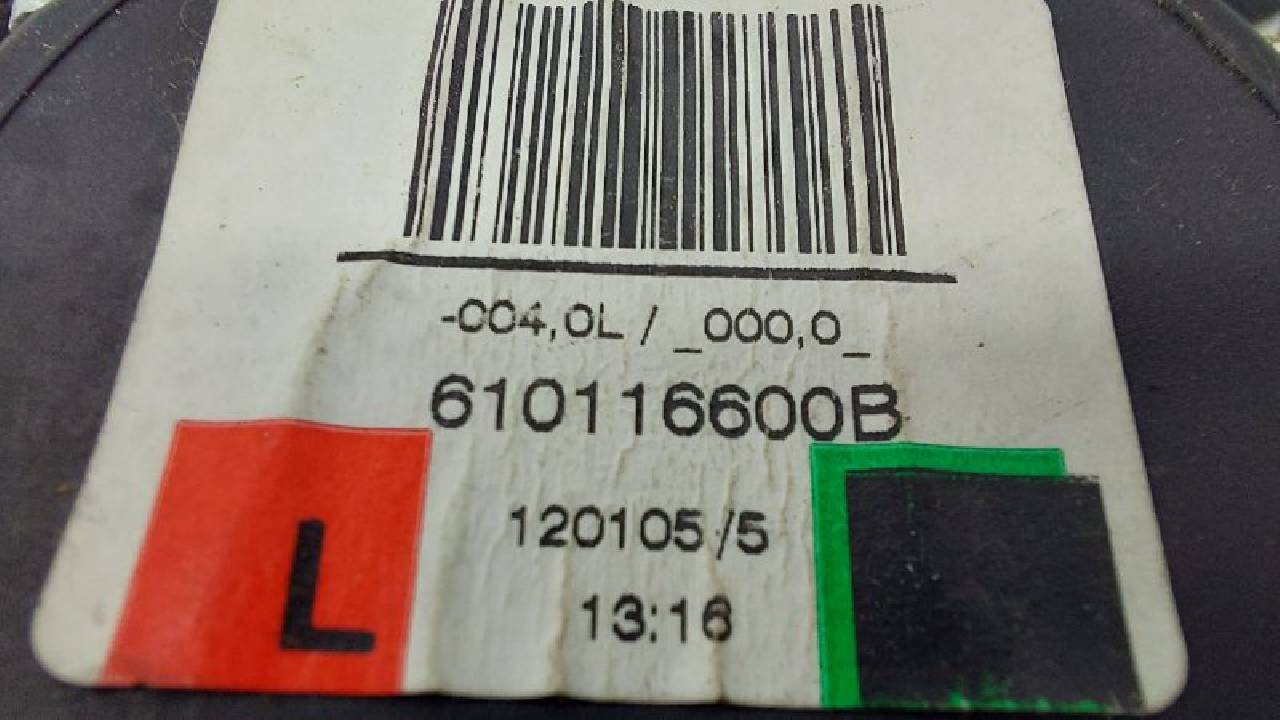 -004,0L / _000,0_
610116600B
120105/5
L
13:16